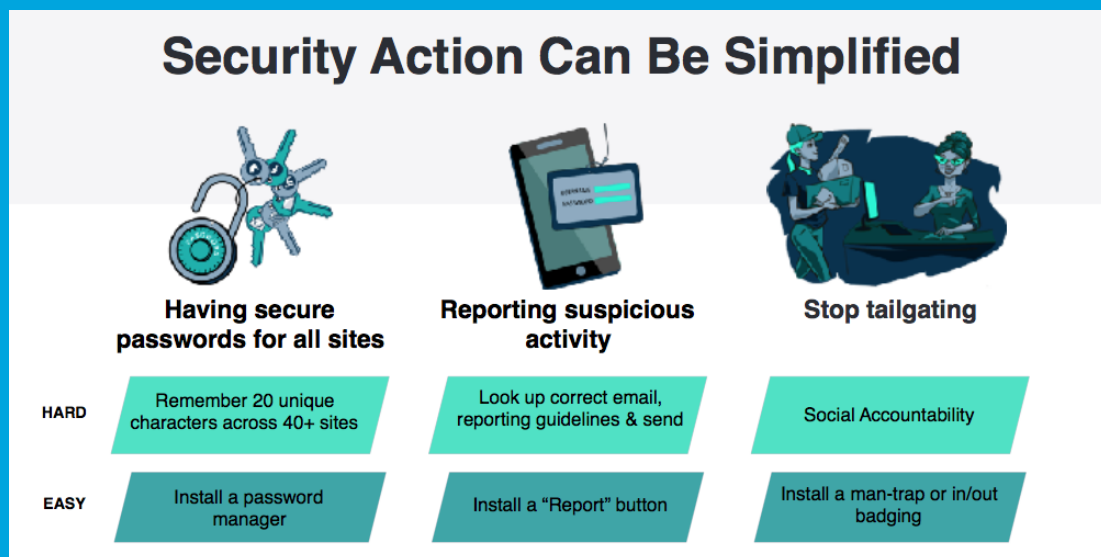 Security Action Can Be Simplified
Having secure
passwords for all sites
Reporting suspicious
activity
Stop tailgating
HARD
Remember 20 unique
characters across 40+ sites
Look up correct email,
reporting guidelines & send
Social Accountability
EASY
Install a password
manager
Install a “Report” button
Install a man-trap or in/out
badging